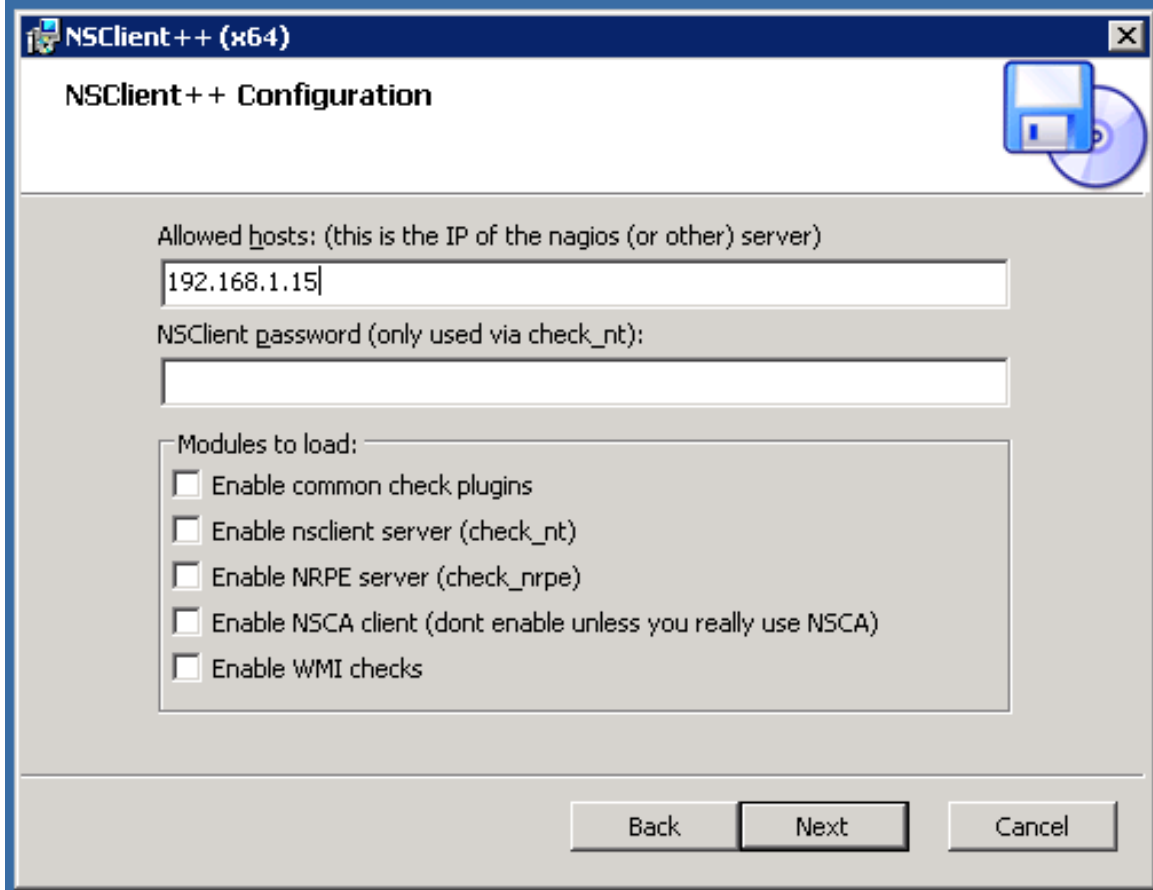 NSClient++ (x64)
NSClient++ Configuration
Allowed hosts: (this is the IP of the nagios (or other) server)
192.168.1.15
NSClient password (only used via check_nt):
Modules to load:
Enable common check plugins
Enable nsclient server (check_nt)
Enable NRPE server (check_nrpe)
Enable NSCA client (dont enable unless you really use NSCA)
Enable WMI checks
Back Next Cancel